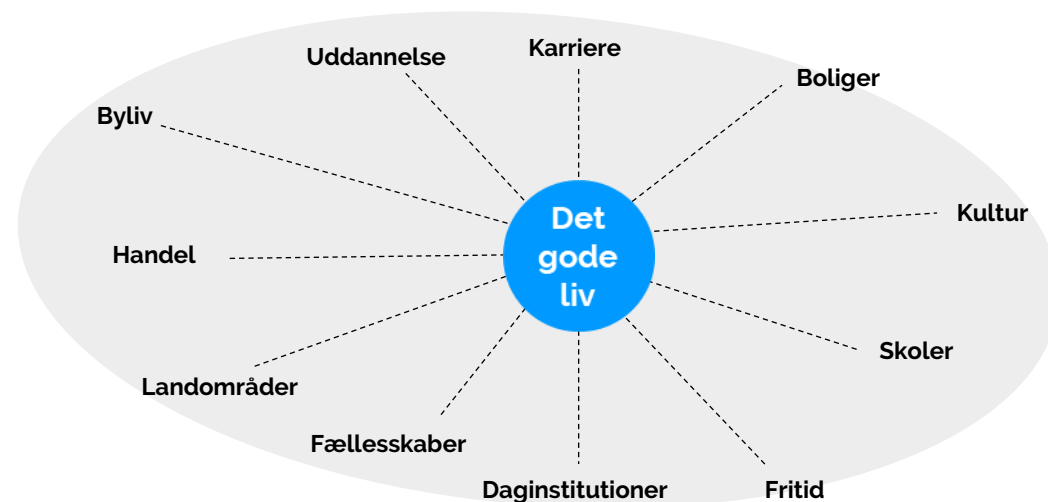 Karriere
Uddannelse
Boliger
Byliv
Det
gode
liv
Kultur
Handel
Skoler
Landområder
Fællesskaber
Daginstitutioner
Fritid